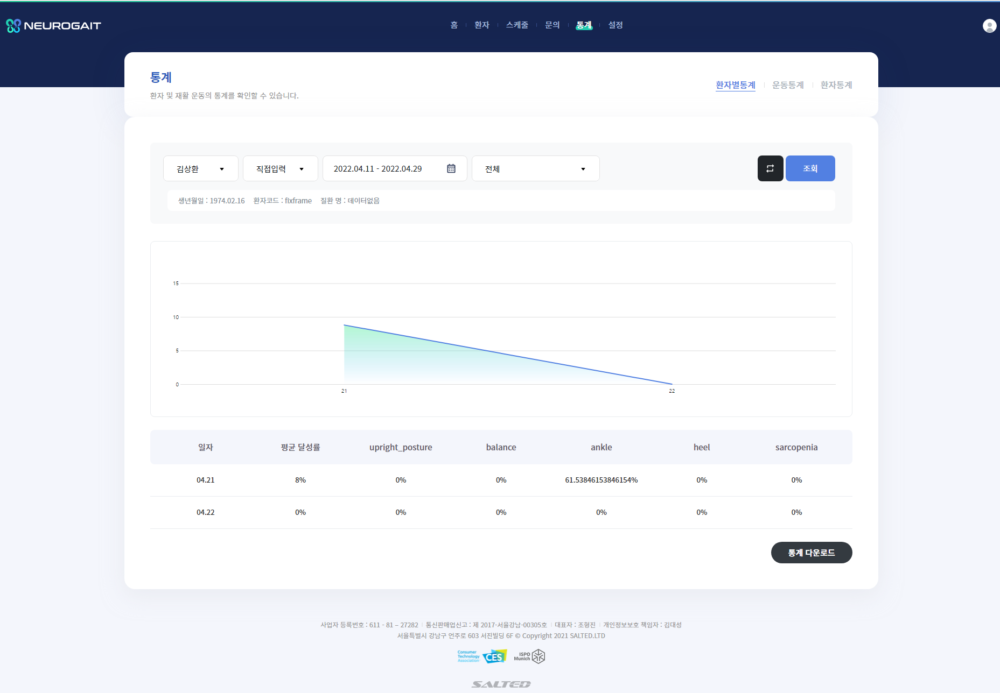 NEUROGAIT
홈 환자 스케줄 문의 통계 설정
통계
환자 및 재활 운동의 통계를 확인할 수 있습니다.
환자별통계 운동통계 환자통계
김상환 직접입력 2022.04.11 - 2022.04.29 전체 조회
생년월일 : 1974.02.16 환자코드 : fixframe 질환 명 : 데이터없음
15
10
5
0
21 22
일자 평균 달성률 upright_posture balance ankle heel sarcopenia
04.21 8% 0% 0% 61.53846153846154% 0% 0%
04.22 0% 0% 0% 0% 0% 0%
통계 다운로드
사업자 등록번호 : 611 - 81 – 27282 통신판매업신고 : 제 2017-서울강남-00305호 대표자 : 조형진 개인정보보호 책임자 : 김대성
서울특별시 강남구 언주로 603 서진빌딩 6F © Copyright 2021 SALTED.LTD
Consumer
Technology
Association
CES
ISPO
Munich
SALTED